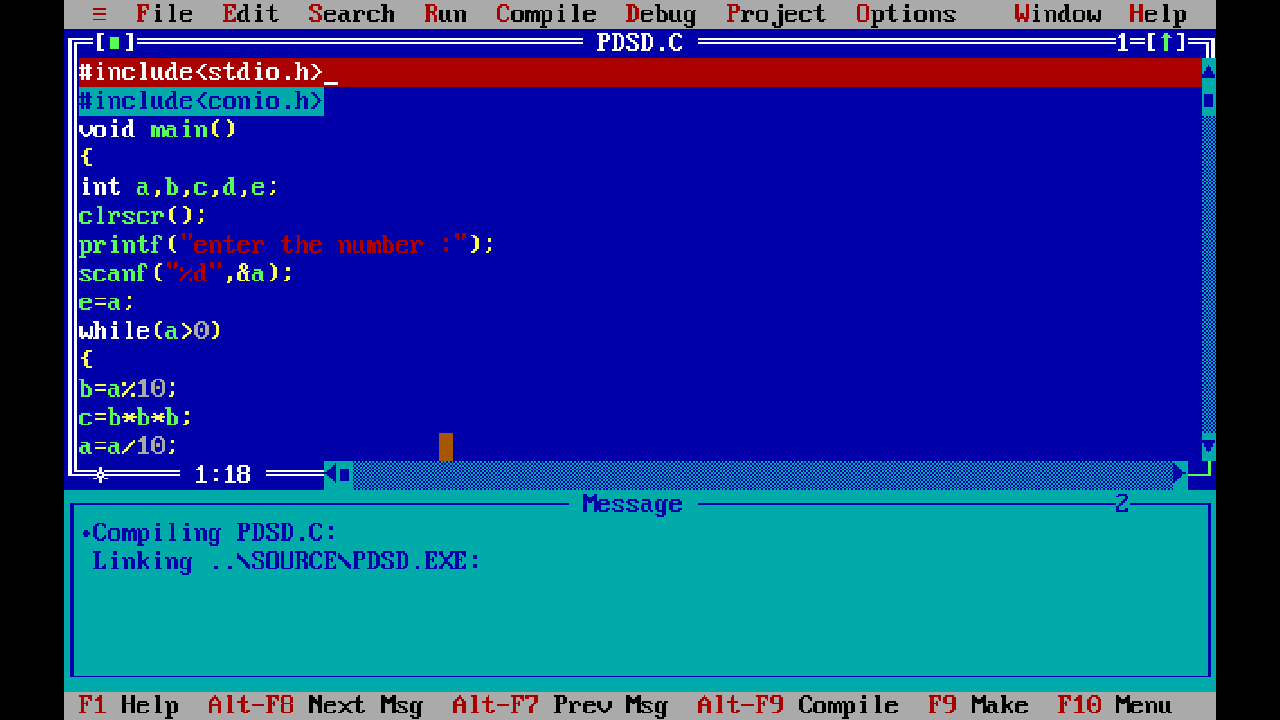 ≡ File Edit Search Run Compile Debug Project Options Window Help
[■] PDSD.C 1=[↑]
#include<stdio.h>_
#include<conio.h>
void main()
{
int a,b,c,d,e;
clrscr();
printf("enter the number :");
scanf("%d",&a);
e=a;
while(a>0)
{
b=a%10;
c=b*b*b;
a=a/10;
1:18
Message 2
•Compiling PDSD.C:
Linking ..\SOURCE\PDSD.EXE:
F1 Help Alt-F8 Next Msg Alt-F7 Prev Msg Alt-F9 Compile F9 Make F10 Menu